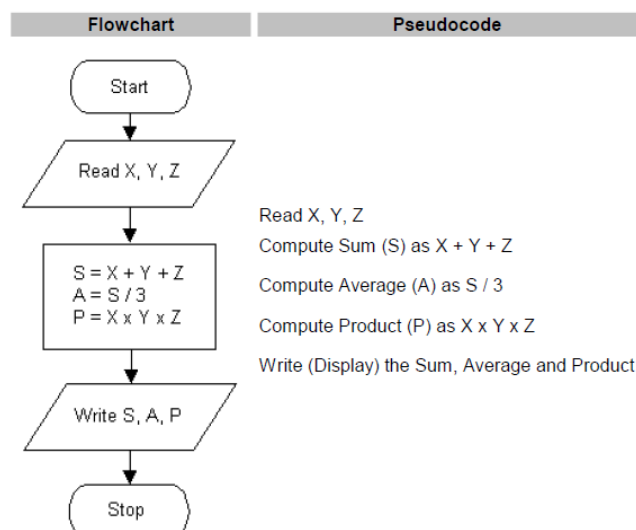 Flowchart
Pseudocode
Start
Read X, Y, Z
S = X + Y + Z
A = S / 3
P = X x Y x Z
Write S, A, P
Stop
Read X, Y, Z
Compute Sum (S) as X + Y + Z
Compute Average (A) as S / 3
Compute Product (P) as X x Y x Z
Write (Display) the Sum, Average and Product